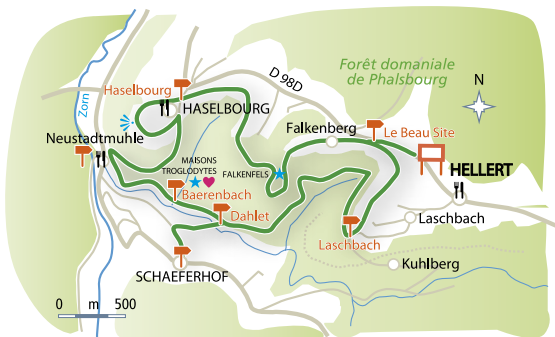 Forêt domaniale
de Phalsbourg
N
D 98D
Haselbourg
HASELBOURG
Zorn
Falkenberg
Le Beau Site
Neustadtmuhle
HELLERT
MAISONS
TROGLODYTES
FALKENFELS
Baerenbach
Dahlet
Laschbach
Laschbach
Kuhlberg
SCHAEFERHOF
0 m 500